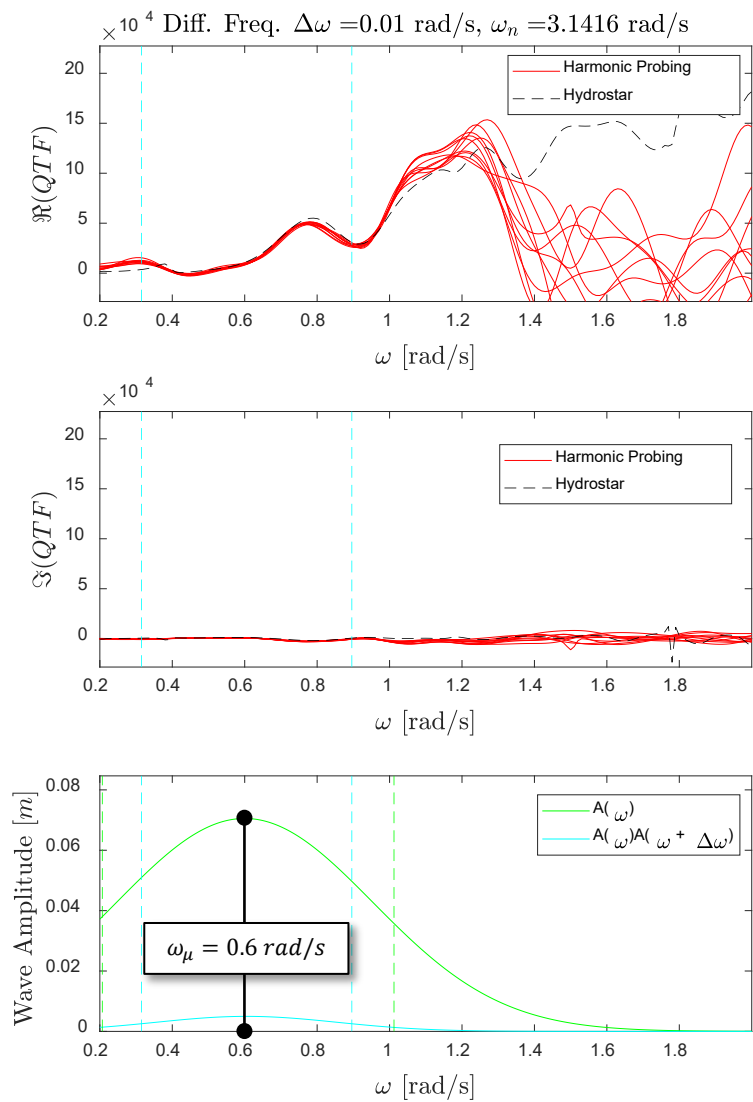 Diff. Freq. Δω =0.01 rad/s, ωₙ =3.1416 rad/s
×10 4
20
15
10
5
0
ℜ(QTF)
Harmonic Probing
Hydrostar
0.2 0.4 0.6 0.8 1 1.2 1.4 1.6 1.8
ω [rad/s]
×10 4
20
15
10
5
0
ℑ(QTF)
Harmonic Probing
Hydrostar
0.2 0.4 0.6 0.8 1 1.2 1.4 1.6 1.8
ω [rad/s]
0.08
0.06
0.04
0.02
0
Wave Amplitude [m]
A( ω)
A( ω)A( ω + Δω)
ω_μ = 0.6 rad/s
0.2 0.4 0.6 0.8 1 1.2 1.4 1.6 1.8
ω [rad/s]